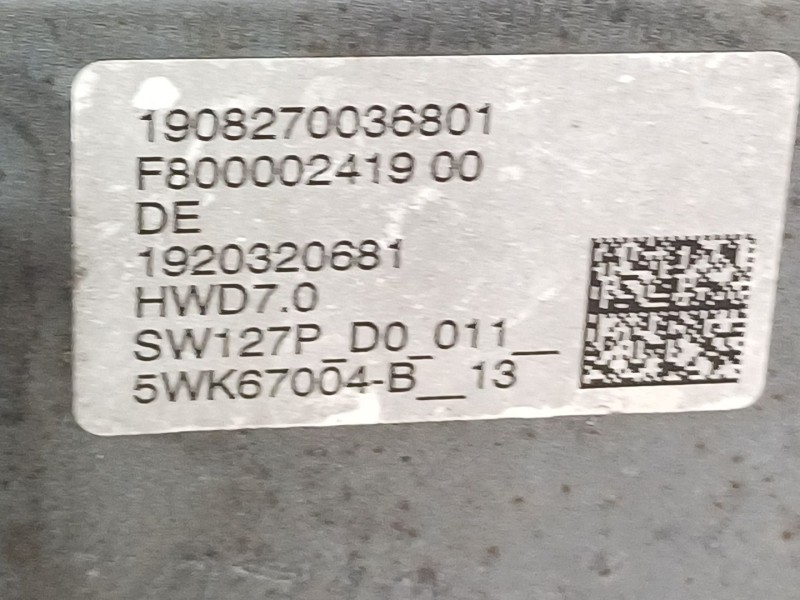 1908270036801
F800002419 00
DE
1920320681
HWD7.0
SW127P_D0_011__
5WK67004-B__13